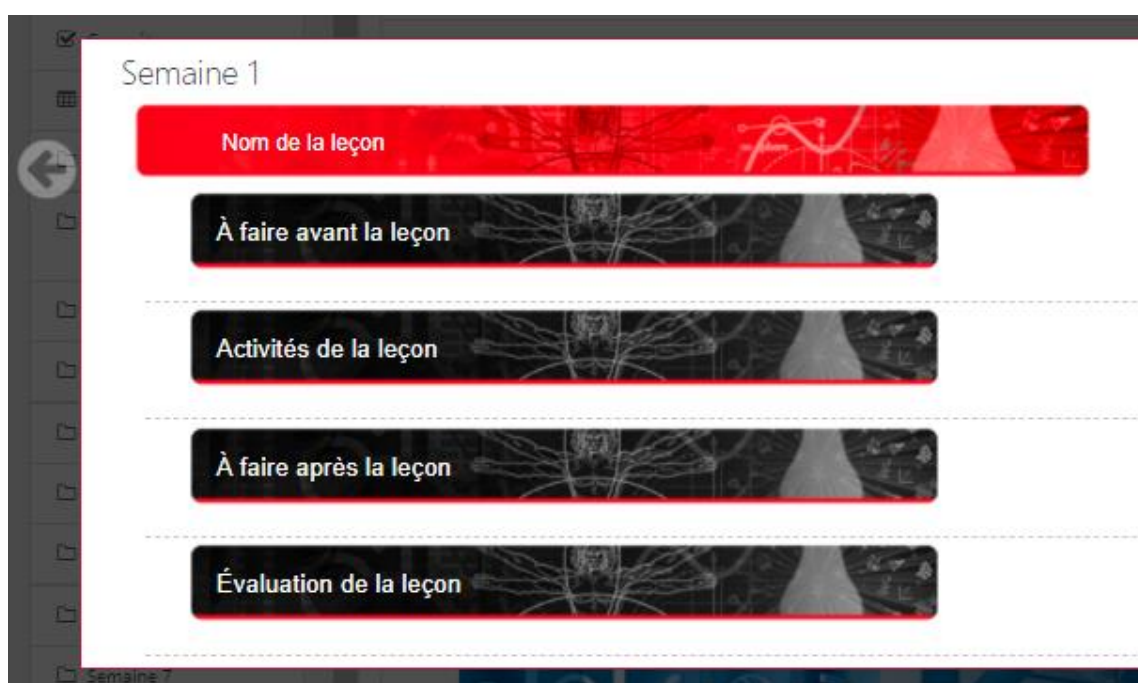 Semaine 1
Nom de la leçon
À faire avant la leçon
Activités de la leçon
À faire après la leçon
Évaluation de la leçon
Semaine 7